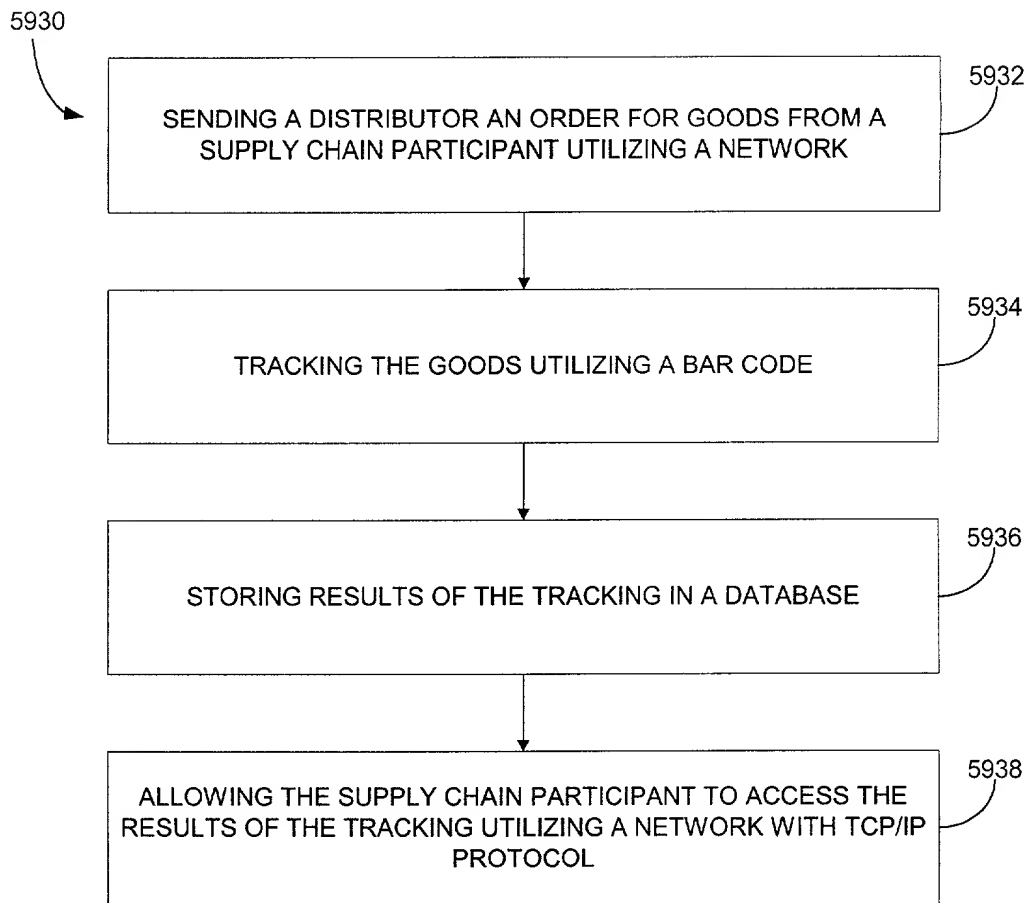 5930
5932
SENDING A DISTRIBUTOR AN ORDER FOR GOODS FROM A
SUPPLY CHAIN PARTICIPANT UTILIZING A NETWORK
5934
TRACKING THE GOODS UTILIZING A BAR CODE
5936
STORING RESULTS OF THE TRACKING IN A DATABASE
5938
ALLOWING THE SUPPLY CHAIN PARTICIPANT TO ACCESS THE
RESULTS OF THE TRACKING UTILIZING A NETWORK WITH TCP/IP
PROTOCOL